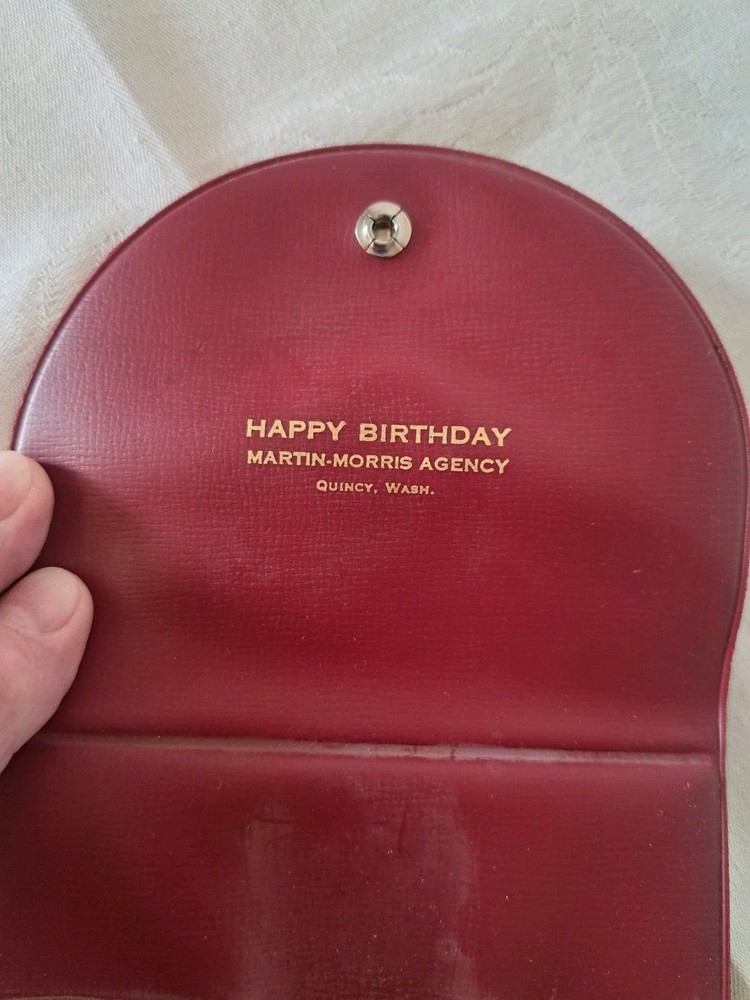 HAPPY BIRTHDAY
MARTIN-MORRIS AGENCY
QUINCY, WASH.